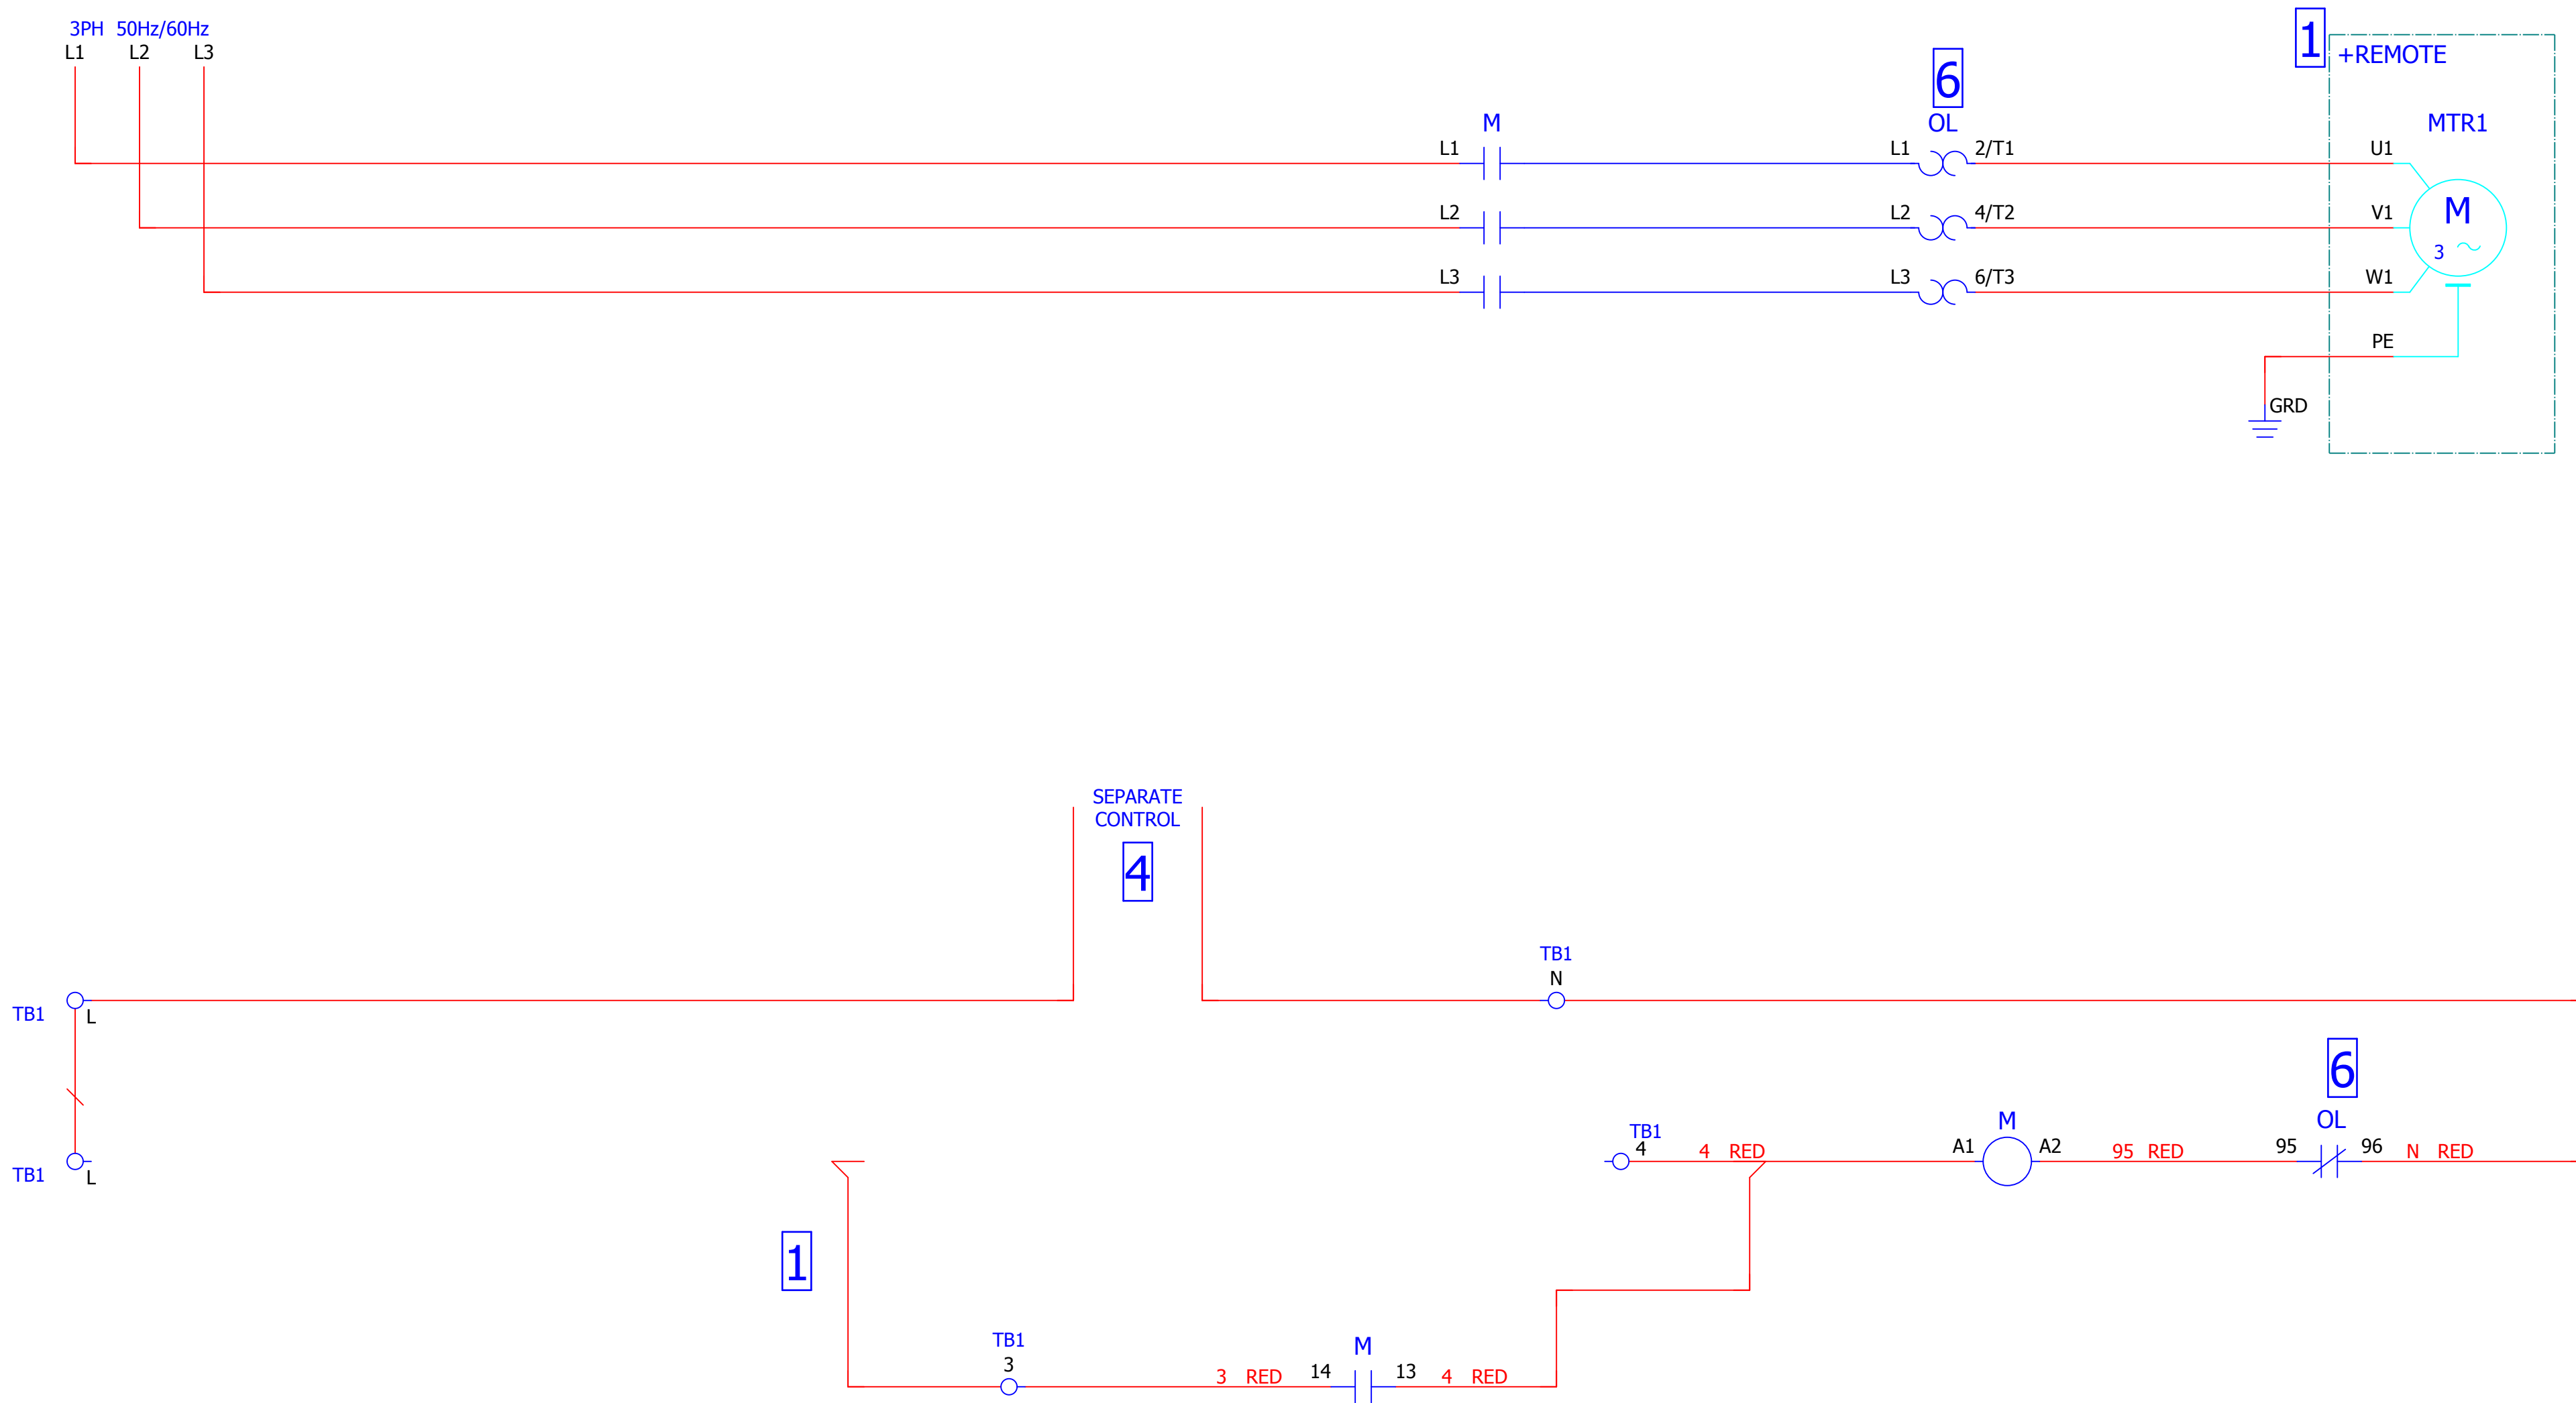 3PH 50Hz/60Hz
L1 L2 L3
1
+REMOTE
6
M OL MTR1
L1 L1 2/T1 U1
L2 L2 4/T2 V1
M
3
L3 L3 6/T3 W1
PE
GRD
SEPARATE
CONTROL
4
TB1
N
TB1 L
6
OL
TB1
4 4 RED
M
A1 A2 95 RED 95 96 N RED
TB1 L
1
TB1
3
M
3 RED 14 13 4 RED